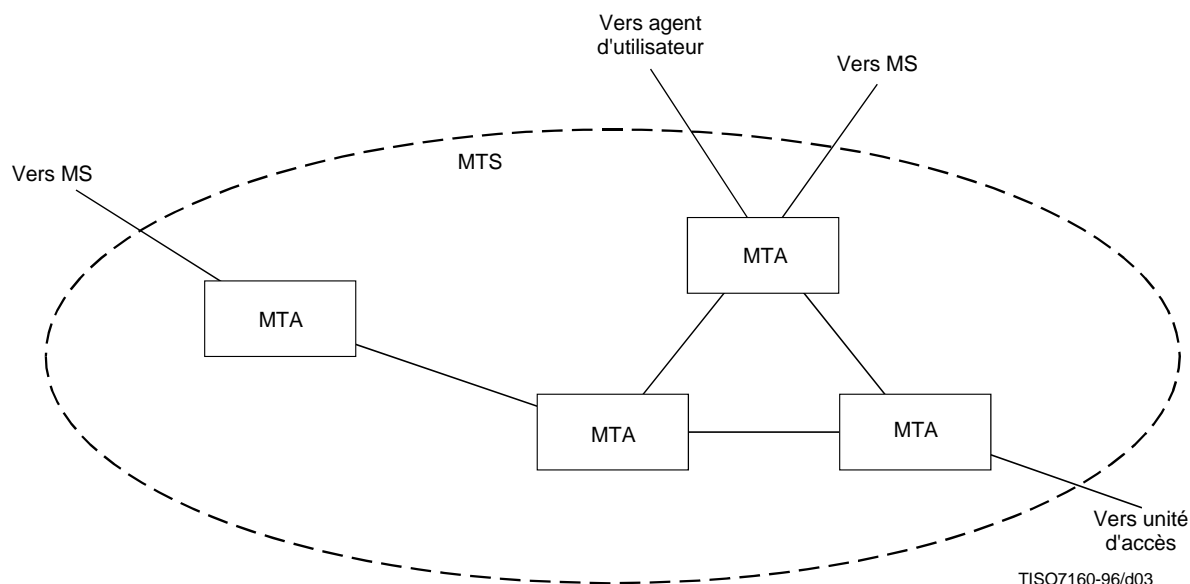 Vers agent
d'utilisateur
Vers MS
Vers MS
MTS
MTA
MTA
MTA
MTA
Vers unité
d'accès
TISO7160-96/d03